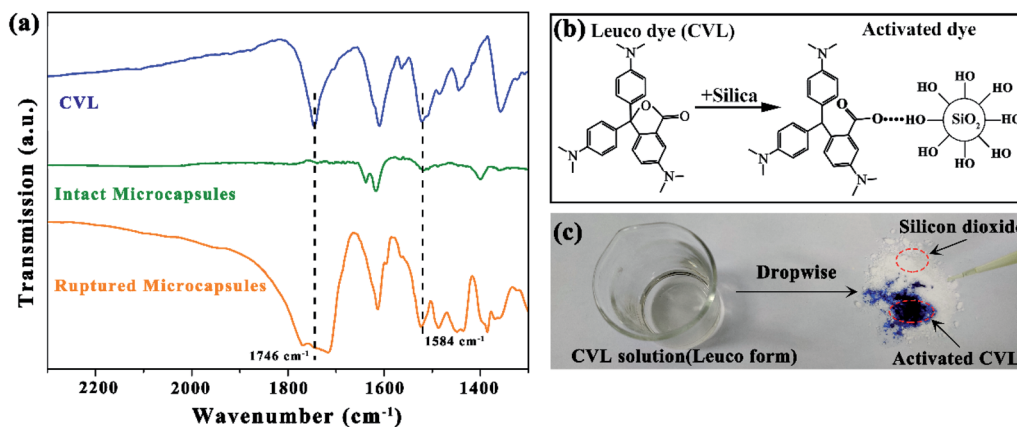 (a)
CVL
Intact Microcapsules
Ruptured Microcapsules
1746 cm⁻¹
1584 cm⁻¹
Transmission (a.u.)
2200 2000 1800 1600 1400
Wavenumber (cm⁻¹)
(b)
Leuco dye (CVL)
Activated dye
+Silica
N
O
O
N
N
N
O
O
N
N
HO
HO
HO
HO
SiO₂
HO
HO
HO
HO
(c)
Silicon dioxide
Dropwise
CVL solution(Leuco form)
Activated CVL